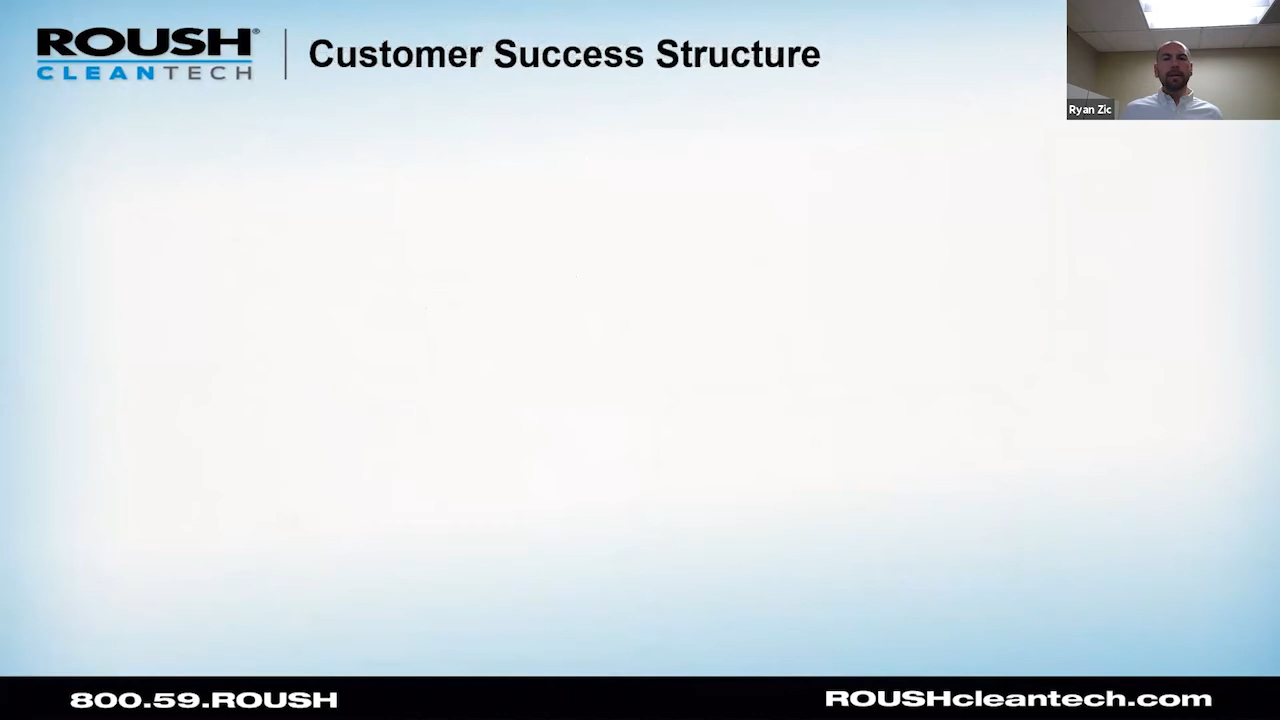 ROUSH®
CLEANTECH
Customer Success Structure
Ryan Zic
800.59.ROUSH
ROUSHcleantech.com